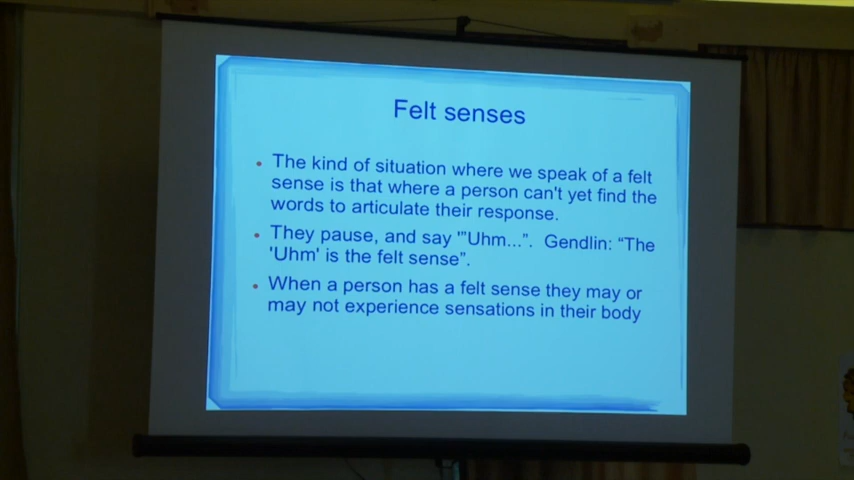 Felt senses
• The kind of situation where we speak of a felt
sense is that where a person can't yet find the
words to articulate their response.
• They pause, and say '"Uhm...". Gendlin: “The
'Uhm' is the felt sense”.
• When a person has a felt sense they may or
may not experience sensations in their body